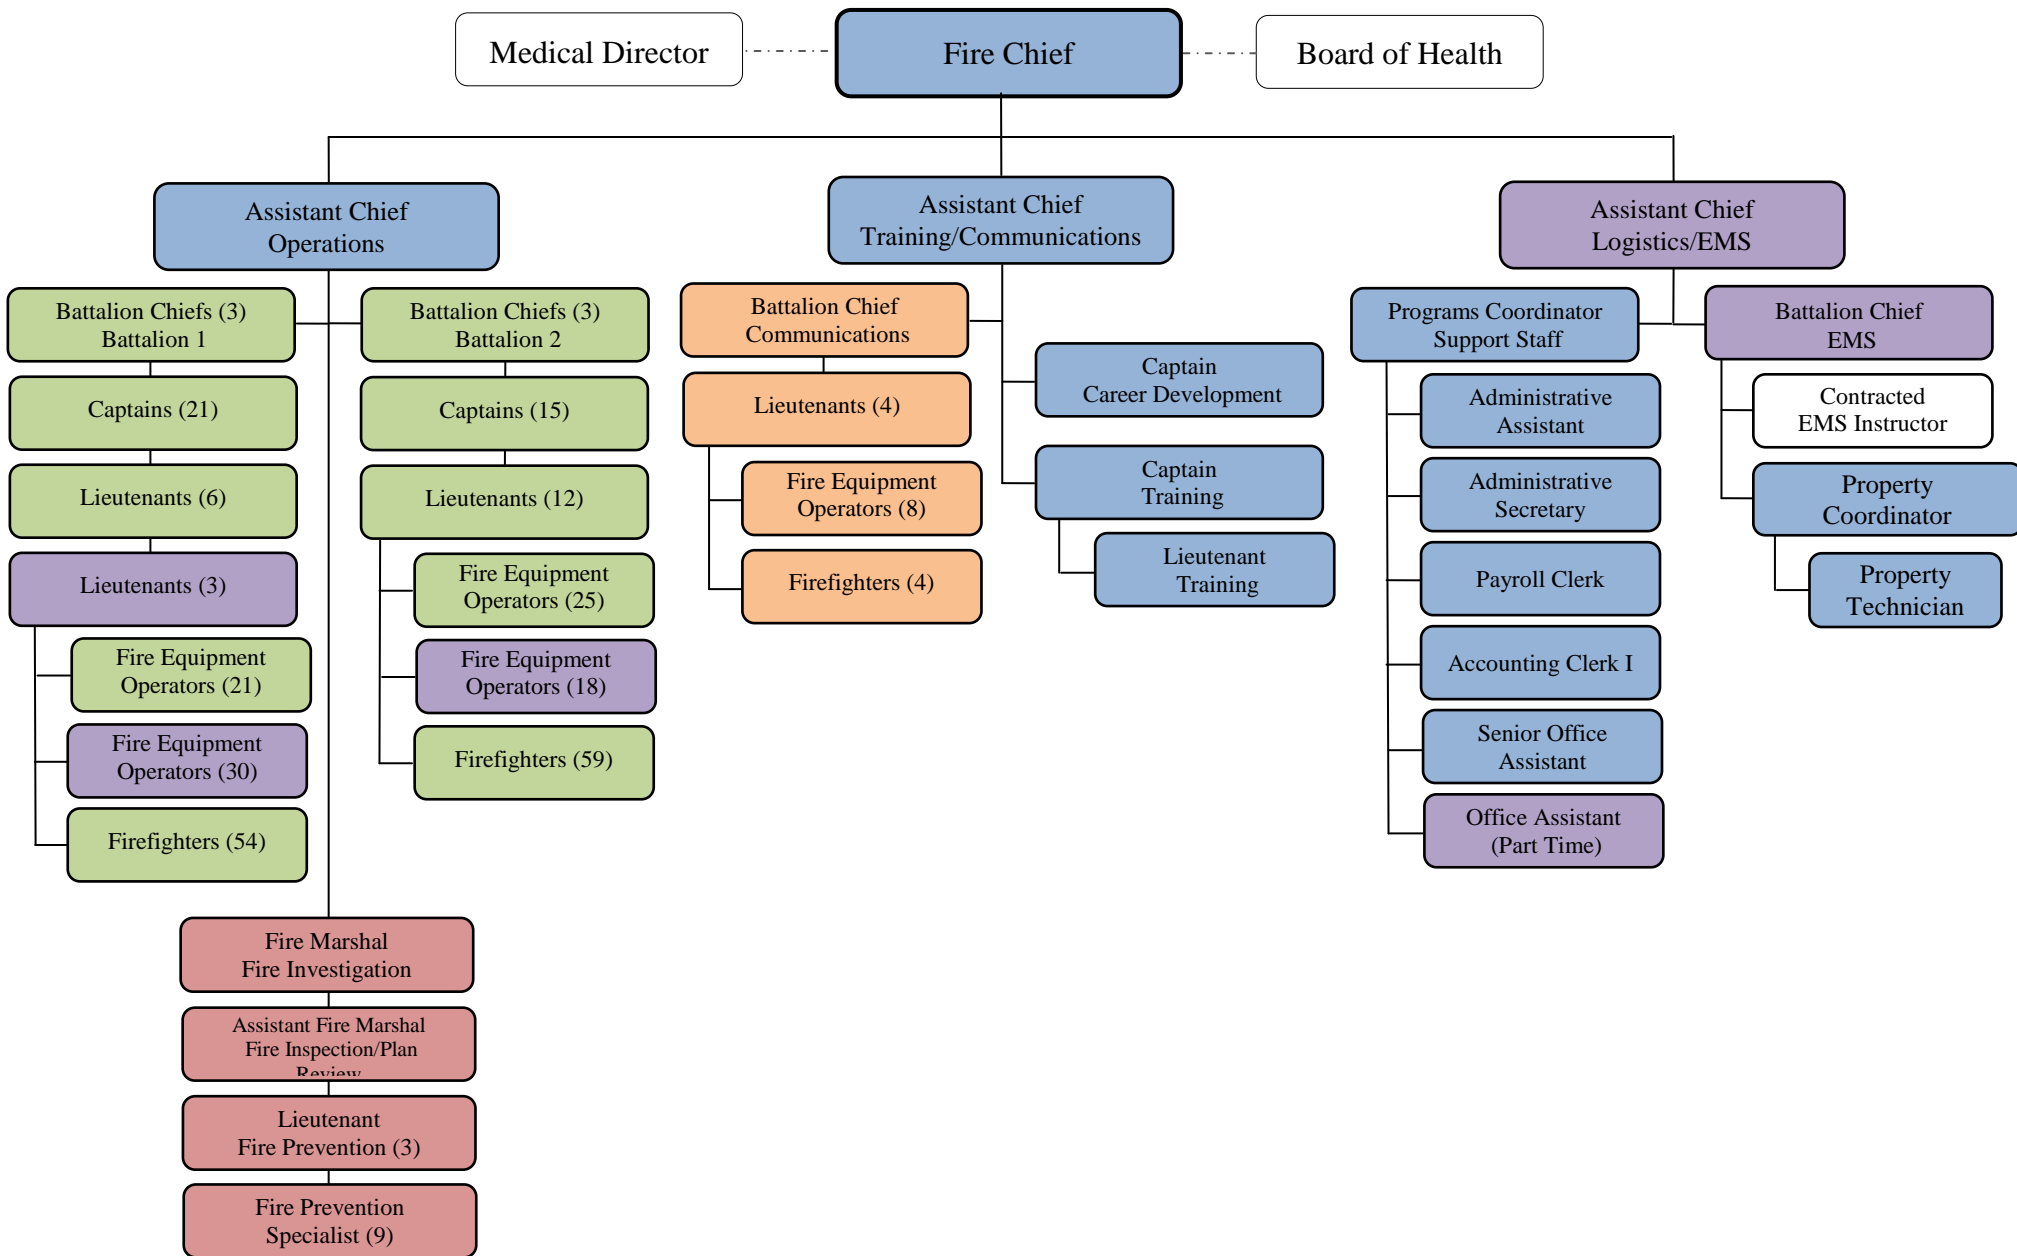 Medical Director
Fire Chief
Board of Health
Assistant Chief
Operations
Assistant Chief
Training/Communications
Assistant Chief
Logistics/EMS
Battalion Chiefs (3)
Battalion 1
Captains (21)
Lieutenants (6)
Lieutenants (3)
Fire Equipment
Operators (21)
Fire Equipment
Operators (30)
Firefighters (54)
Battalion Chiefs (3)
Battalion 2
Captains (15)
Lieutenants (12)
Fire Equipment
Operators (25)
Fire Equipment
Operators (18)
Firefighters (59)
Fire Marshal
Fire Investigation
Assistant Fire Marshal
Fire Inspection/Plan
Review
Lieutenant
Fire Prevention (3)
Fire Prevention
Specialist (9)
Battalion Chief
Communications
Lieutenants (4)
Fire Equipment
Operators (8)
Firefighters (4)
Captain
Career Development
Captain
Training
Lieutenant
Training
Programs Coordinator
Support Staff
Administrative
Assistant
Administrative
Secretary
Payroll Clerk
Accounting Clerk I
Senior Office
Assistant
Office Assistant
(Part Time)
Battalion Chief
EMS
Contracted
EMS Instructor
Property
Coordinator
Property
Technician